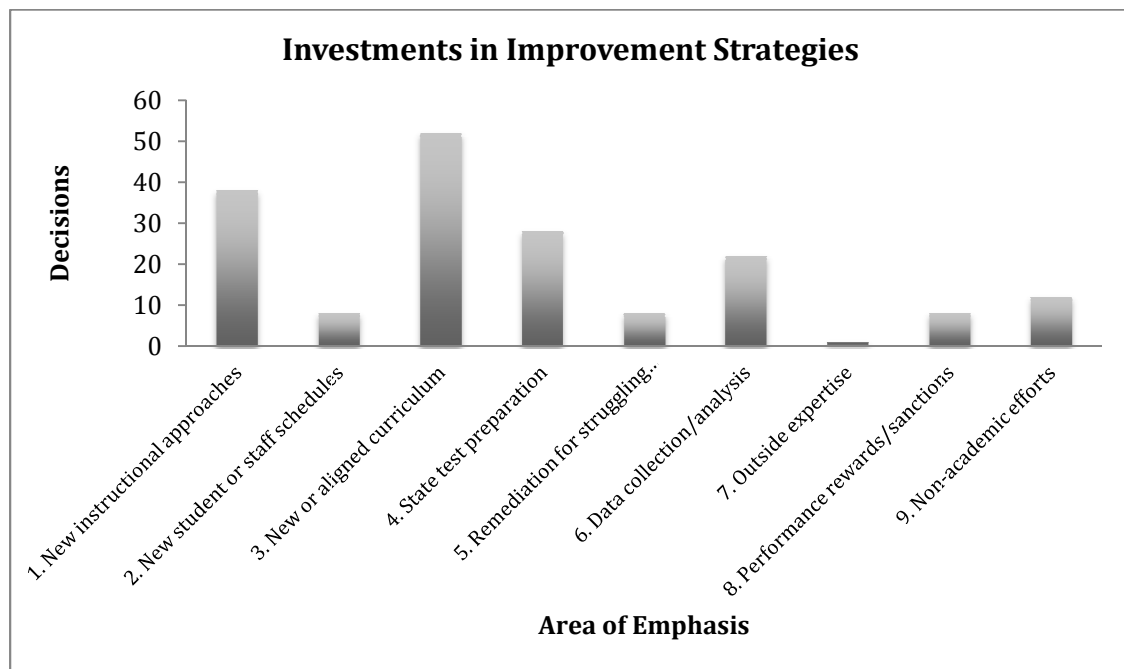 Investments in Improvement Strategies
60
50
40
30
20
10
0
Decisions
1. New instructional approaches
2. New student or staff schedules
3. New or aligned curriculum
4. State test preparation
5. Remediation for struggling..
6. Data collection/analysis
7. Outside expertise
8. Performance rewards/sanctions
9. Non-academic efforts
Area of Emphasis